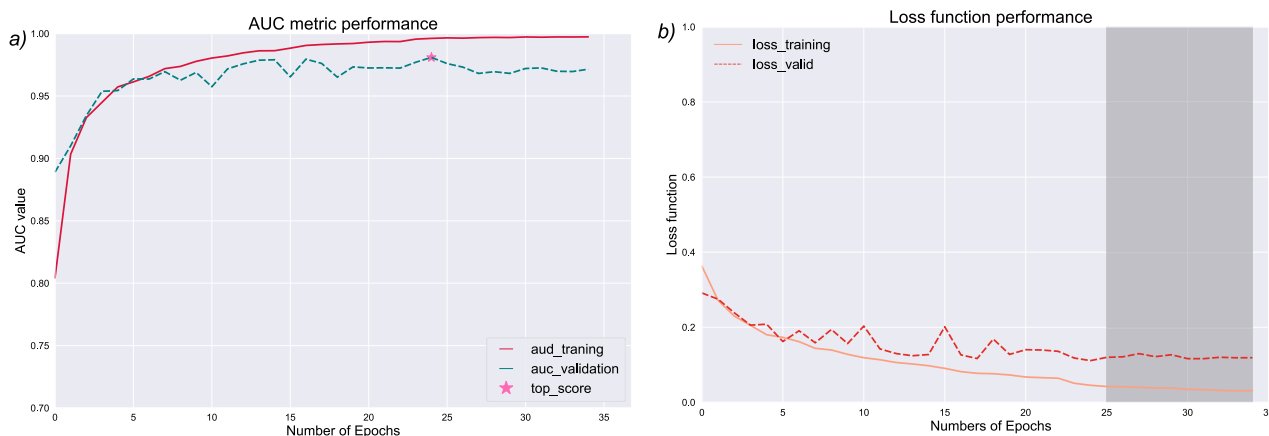 a)
AUC metric performance
1.00
0.95
0.90
0.85
0.80
0.75
0.70
AUC value
0
5
10
15
20
25
30
35
Number of Epochs
aud_traning
auc_validation
top_score
b)
Loss function performance
1.0
0.8
0.6
0.4
0.2
0.0
Loss function
0
5
10
15
20
25
30
35
Numbers of Epochs
loss_training
loss_valid